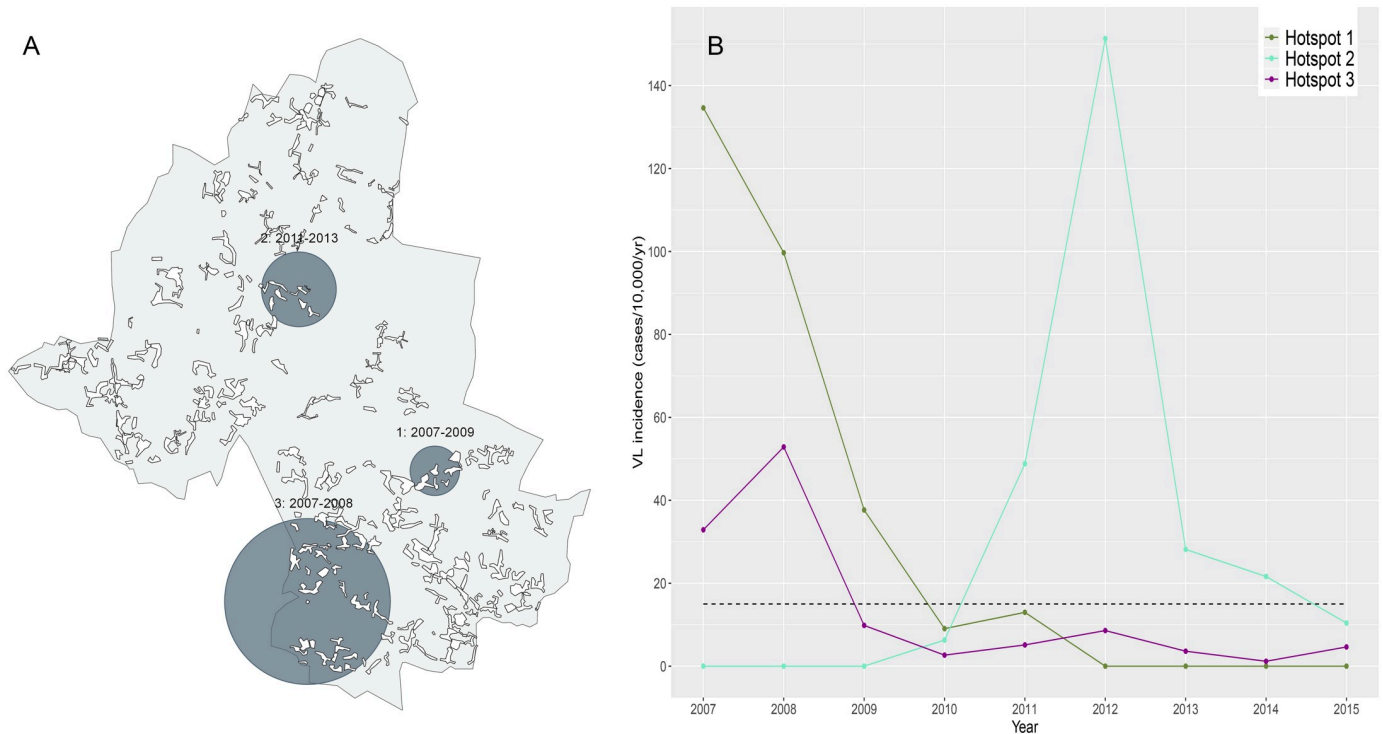 A
2: 2011-2013
1: 2007-2009
3: 2007-2008
B
Hotspot 1
Hotspot 2
Hotspot 3
VL incidence (cases/10,000/yr)
140
120
100
80
60
40
20
0
2007 2008 2009 2010 2011 2012 2013 2014 2015
Year